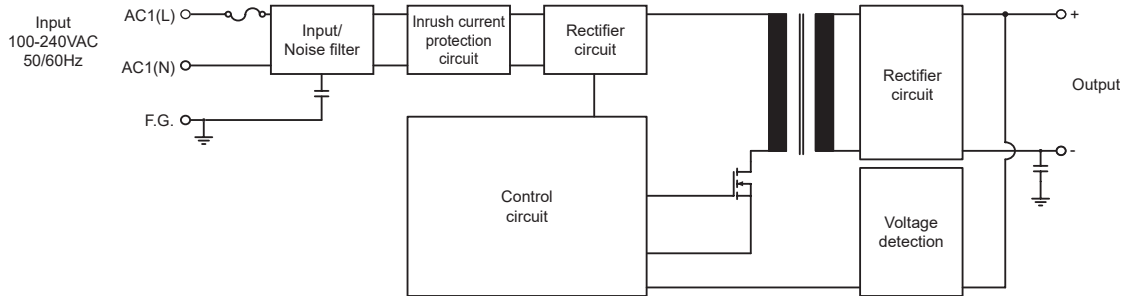 Input
100-240VAC
50/60Hz
AC1(L)
AC1(N)
F.G.
Input/
Noise filter
Inrush current
protection
circuit
Rectifier
circuit
Rectifier
circuit
+
Output
-
Control
circuit
Voltage
detection